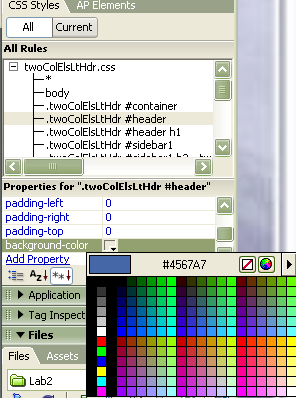 CSS Styles AP Elements
All Current
All Rules
twoColElsLtHdr.css
*
body
.twoColElsLtHdr #container
.twoColElsLtHdr #header
.twoColElsLtHdr #header h1
.twoColElsLtHdr #sidebar1
Properties for ".twoColElsLtHdr #header"
padding-left 0
padding-right 0
padding-top 0
background-color
Add Property
#4567A7
Application
Tag Inspect
Files
Files Assets
Lab2